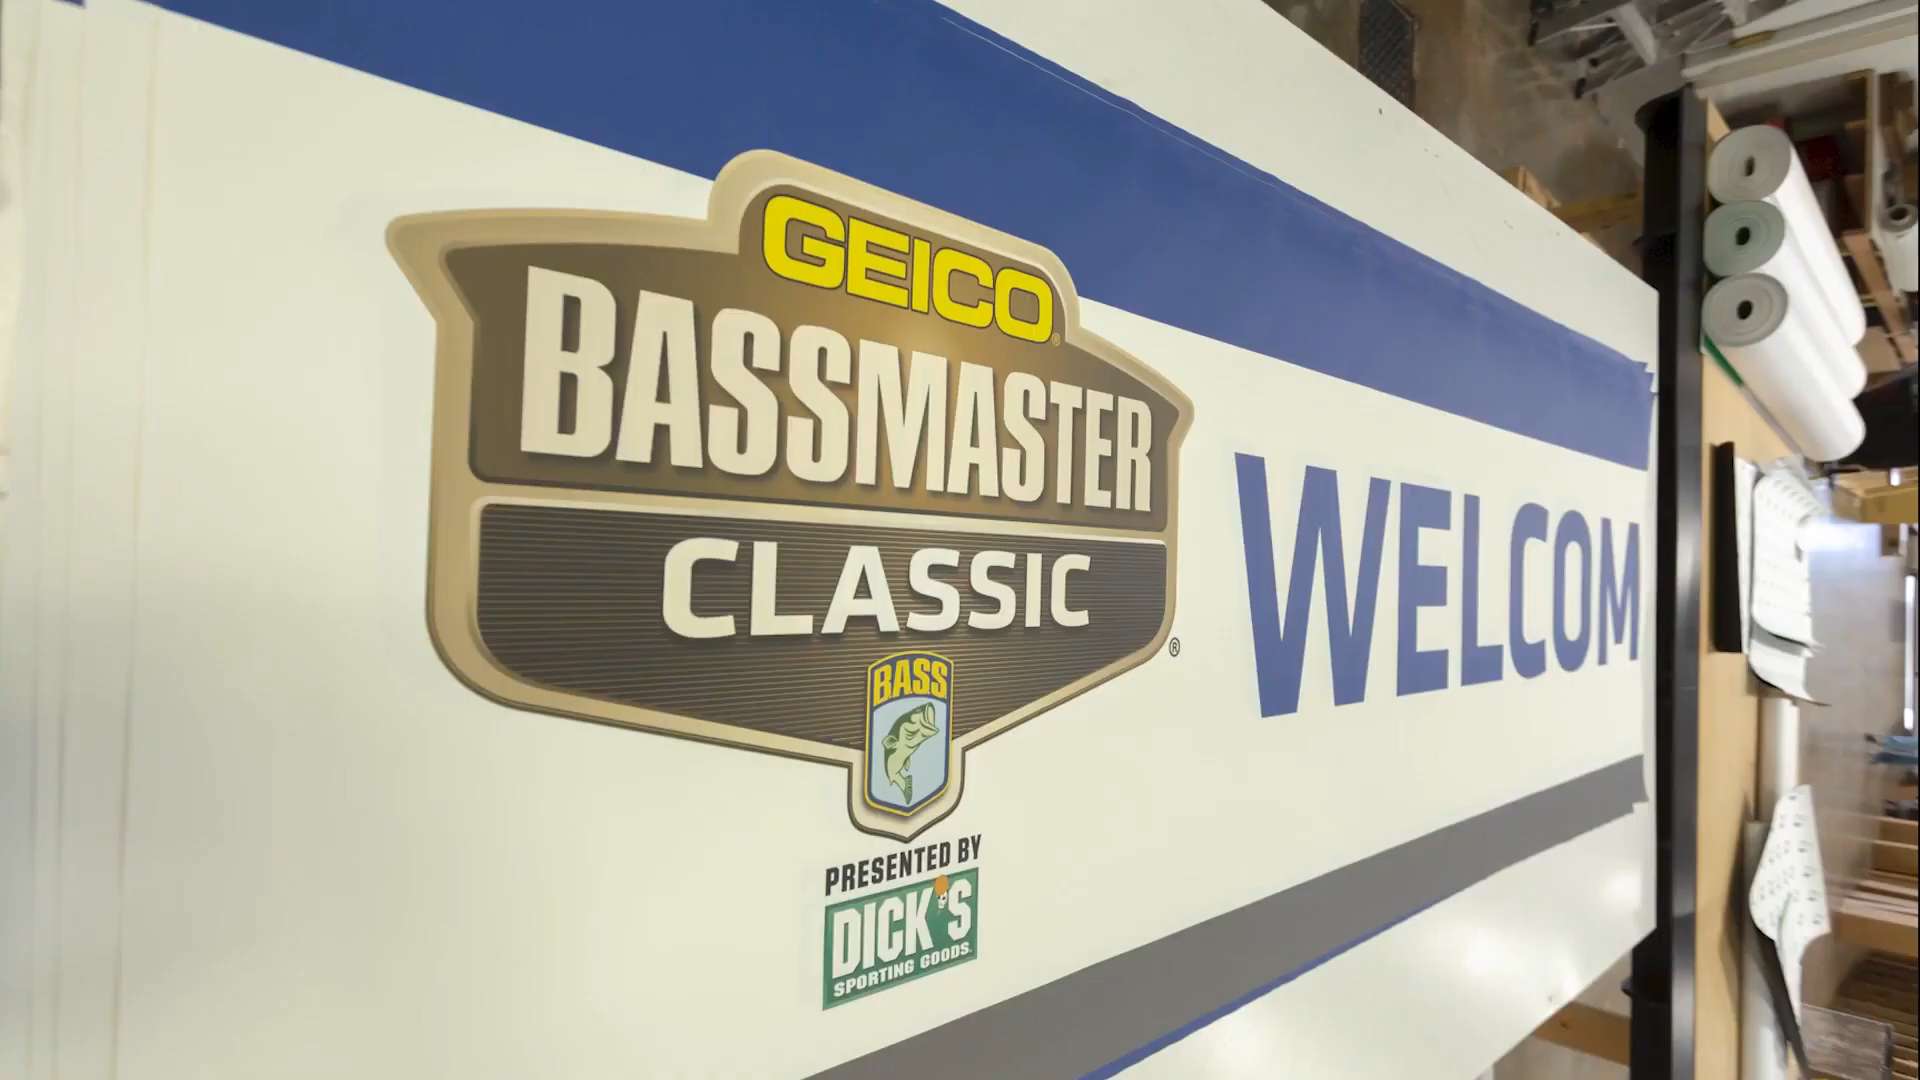 GEICO®
BASSMASTER
CLASSIC
®
BASS
PRESENTED BY
DICK'S
SPORTING GOODS.
WELCOM